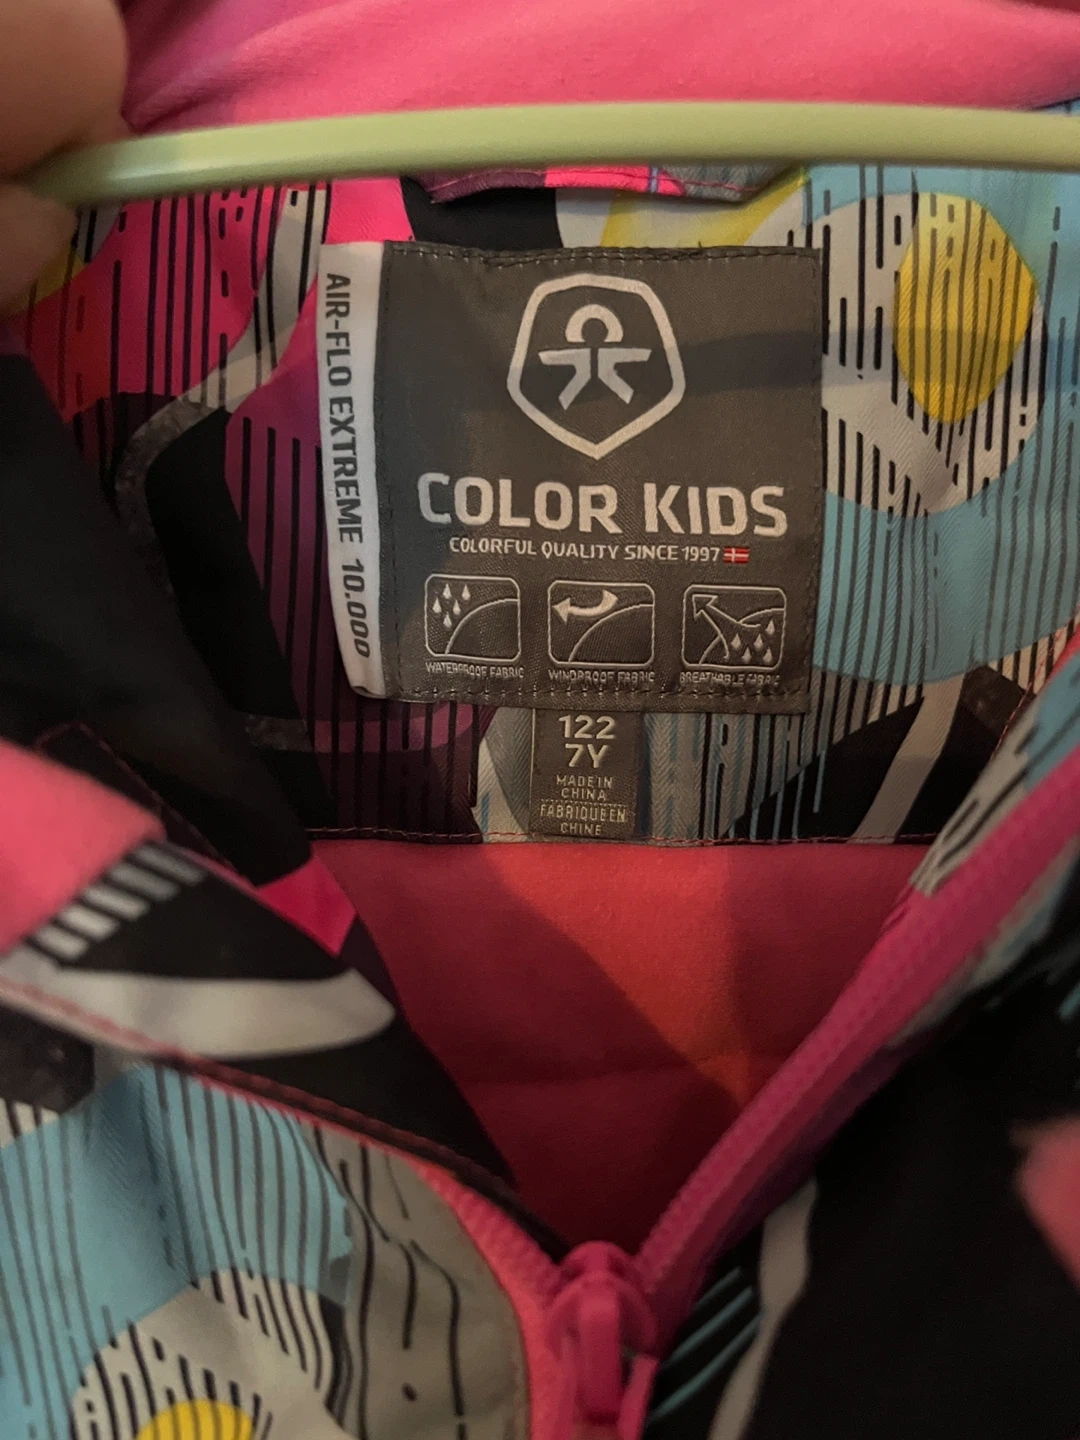 AIR-FLO EXTREME 10.000
COLOR KIDS
COLORFUL QUALITY SINCE 1997
WATERPROOF FABRIC
WINDPROOF FABRIC
BREATHABLE FABRIC
122
7Y
MADE IN
CHINA
FABRIQUE EN
CHINE